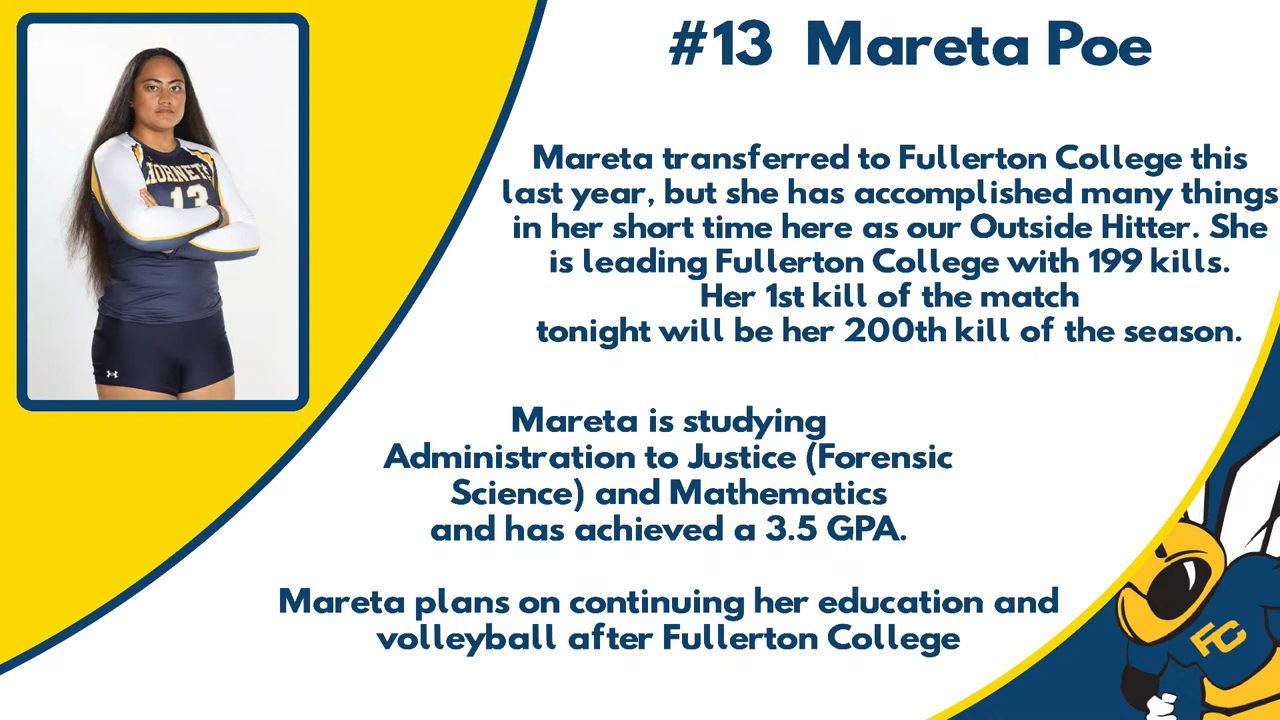 #13 Mareta Poe
HORNETS
13
Mareta transferred to Fullerton College this
last year, but she has accomplished many things
in her short time here as our Outside Hitter. She
is leading Fullerton College with 199 kills.
Her 1st kill of the match
tonight will be her 200th kill of the season.
Mareta is studying
Administration to Justice (Forensic
Science) and Mathematics
and has achieved a 3.5 GPA.
Mareta plans on continuing her education and
volleyball after Fullerton College
FC